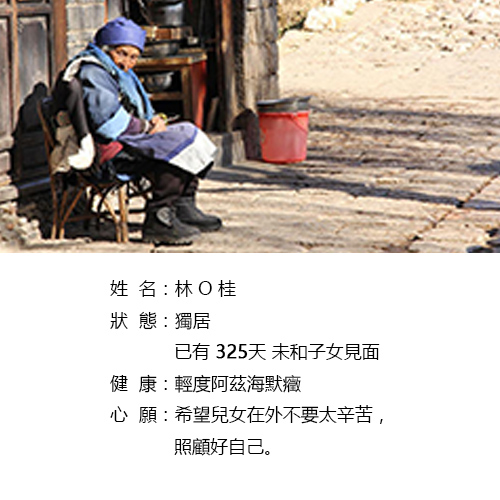 姓 名：林 O 桂
狀 態：獨居
已有 325天 未和子女見面
健 康：輕度阿茲海默癥
心 願：希望兒女在外不要太辛苦，
照顧好自己。